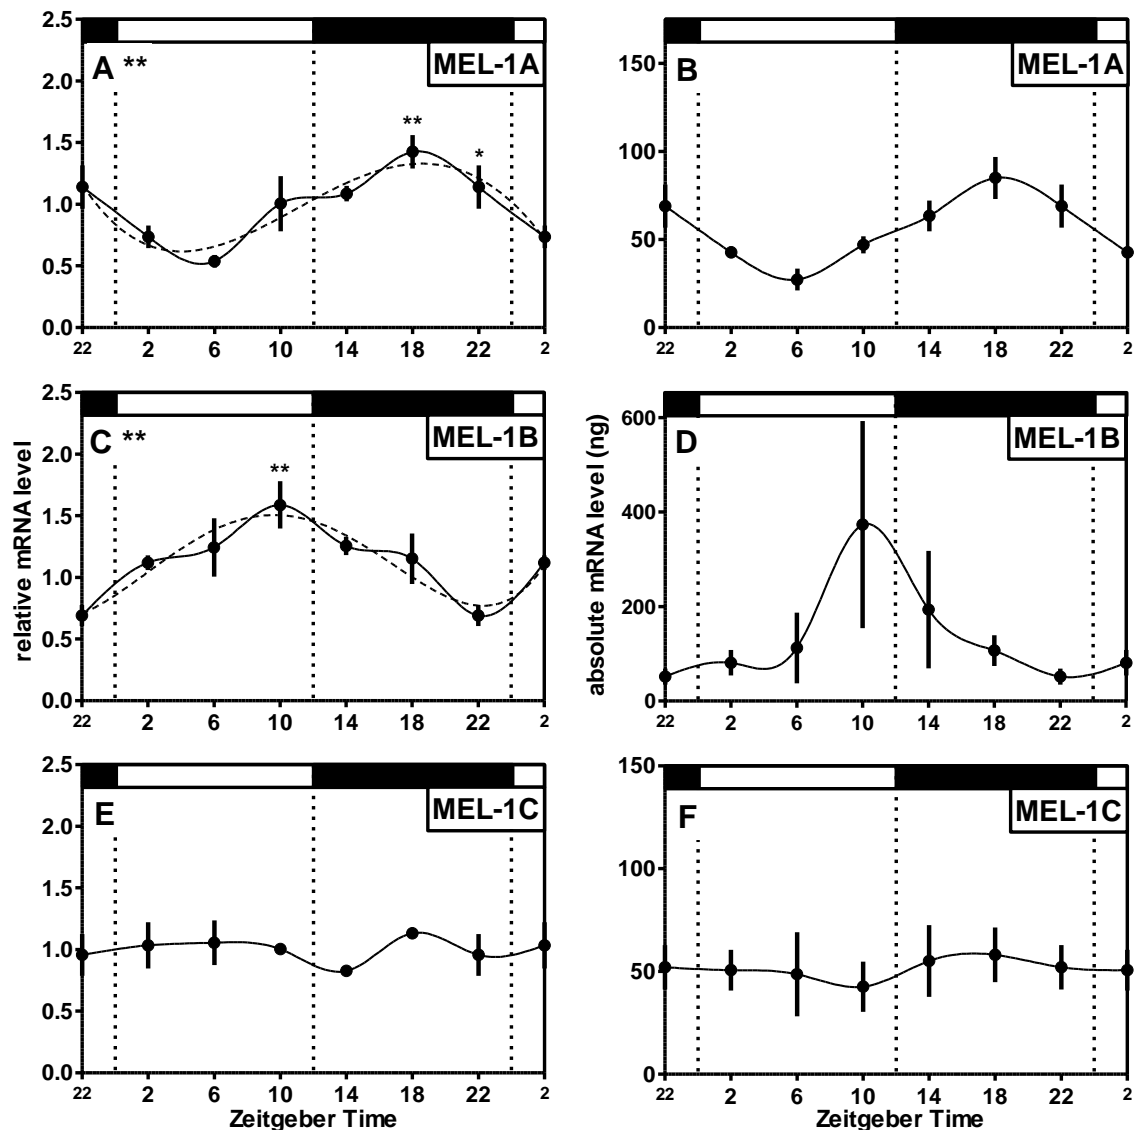 2.5
2.0
1.5
1.0
0.5
0.0
A **
MEL-1A
**
*
22 2 6 10 14 18 22 2
150
100
50
0
B
MEL-1A
22 2 6 10 14 18 22 2
relative mRNA level
2.5
2.0
1.5
1.0
0.5
0.0
C **
MEL-1B
**
22 2 6 10 14 18 22 2
absolute mRNA level (ng)
600
400
200
0
D
MEL-1B
22 2 6 10 14 18 22 2
2.5
2.0
1.5
1.0
0.5
0.0
E
MEL-1C
22 2 6 10 14 18 22 2
Zeitgeber Time
150
100
50
0
F
MEL-1C
22 2 6 10 14 18 22 2
Zeitgeber Time